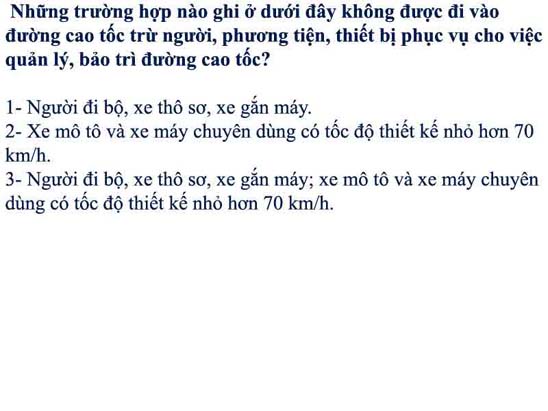 Những trường hợp nào ghi ở dưới đây không được đi vào
đường cao tốc trừ người, phương tiện, thiết bị phục vụ cho việc
quản lý, bảo trì đường cao tốc?
1- Người đi bộ, xe thô sơ, xe gắn máy.
2- Xe mô tô và xe máy chuyên dùng có tốc độ thiết kế nhỏ hơn 70
km/h.
3- Người đi bộ, xe thô sơ, xe gắn máy; xe mô tô và xe máy chuyên
dùng có tốc độ thiết kế nhỏ hơn 70 km/h.